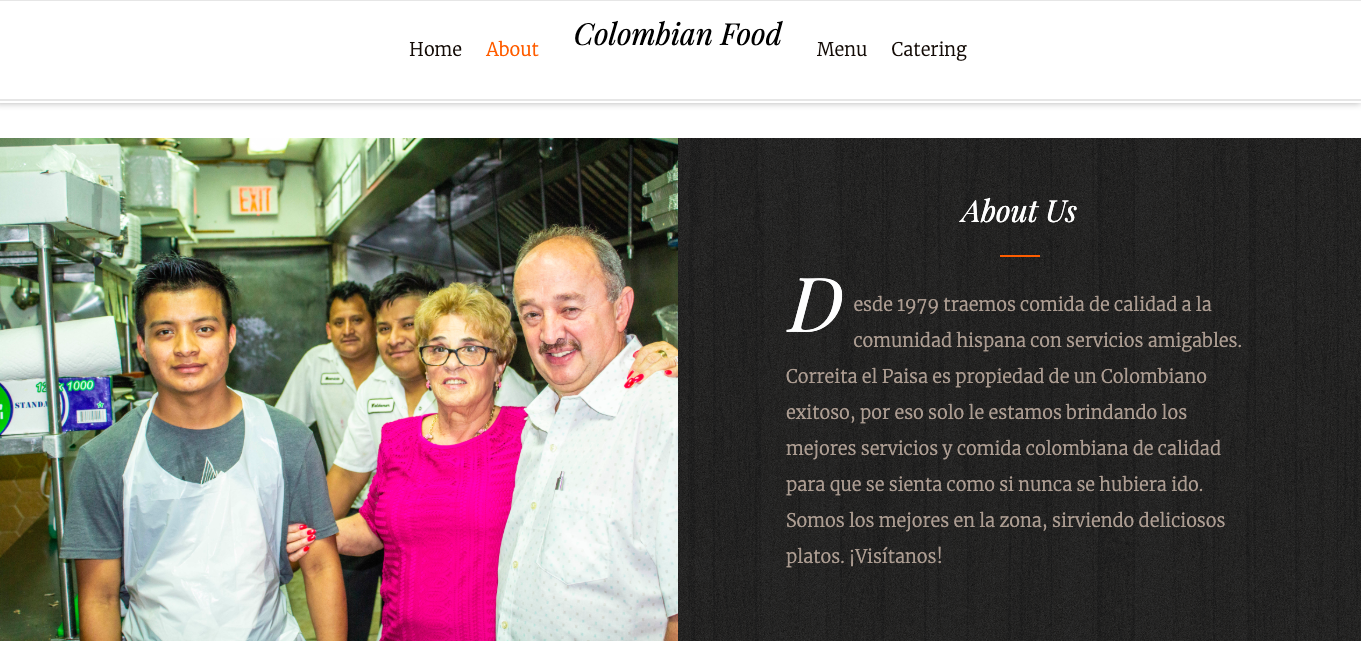 Colombian Food
Home About Menu Catering
EXIT
1000
STANDA
About Us
Desde 1979 traemos comida de calidad a la
comunidad hispana con servicios amigables.
Correita el Paisa es propiedad de un Colombiano
exitoso, por eso solo le estamos brindando los
mejores servicios y comida colombiana de calidad
para que se sienta como si nunca se hubiera ido.
Somos los mejores en la zona, sirviendo deliciosos
platos. ¡Visítanos!